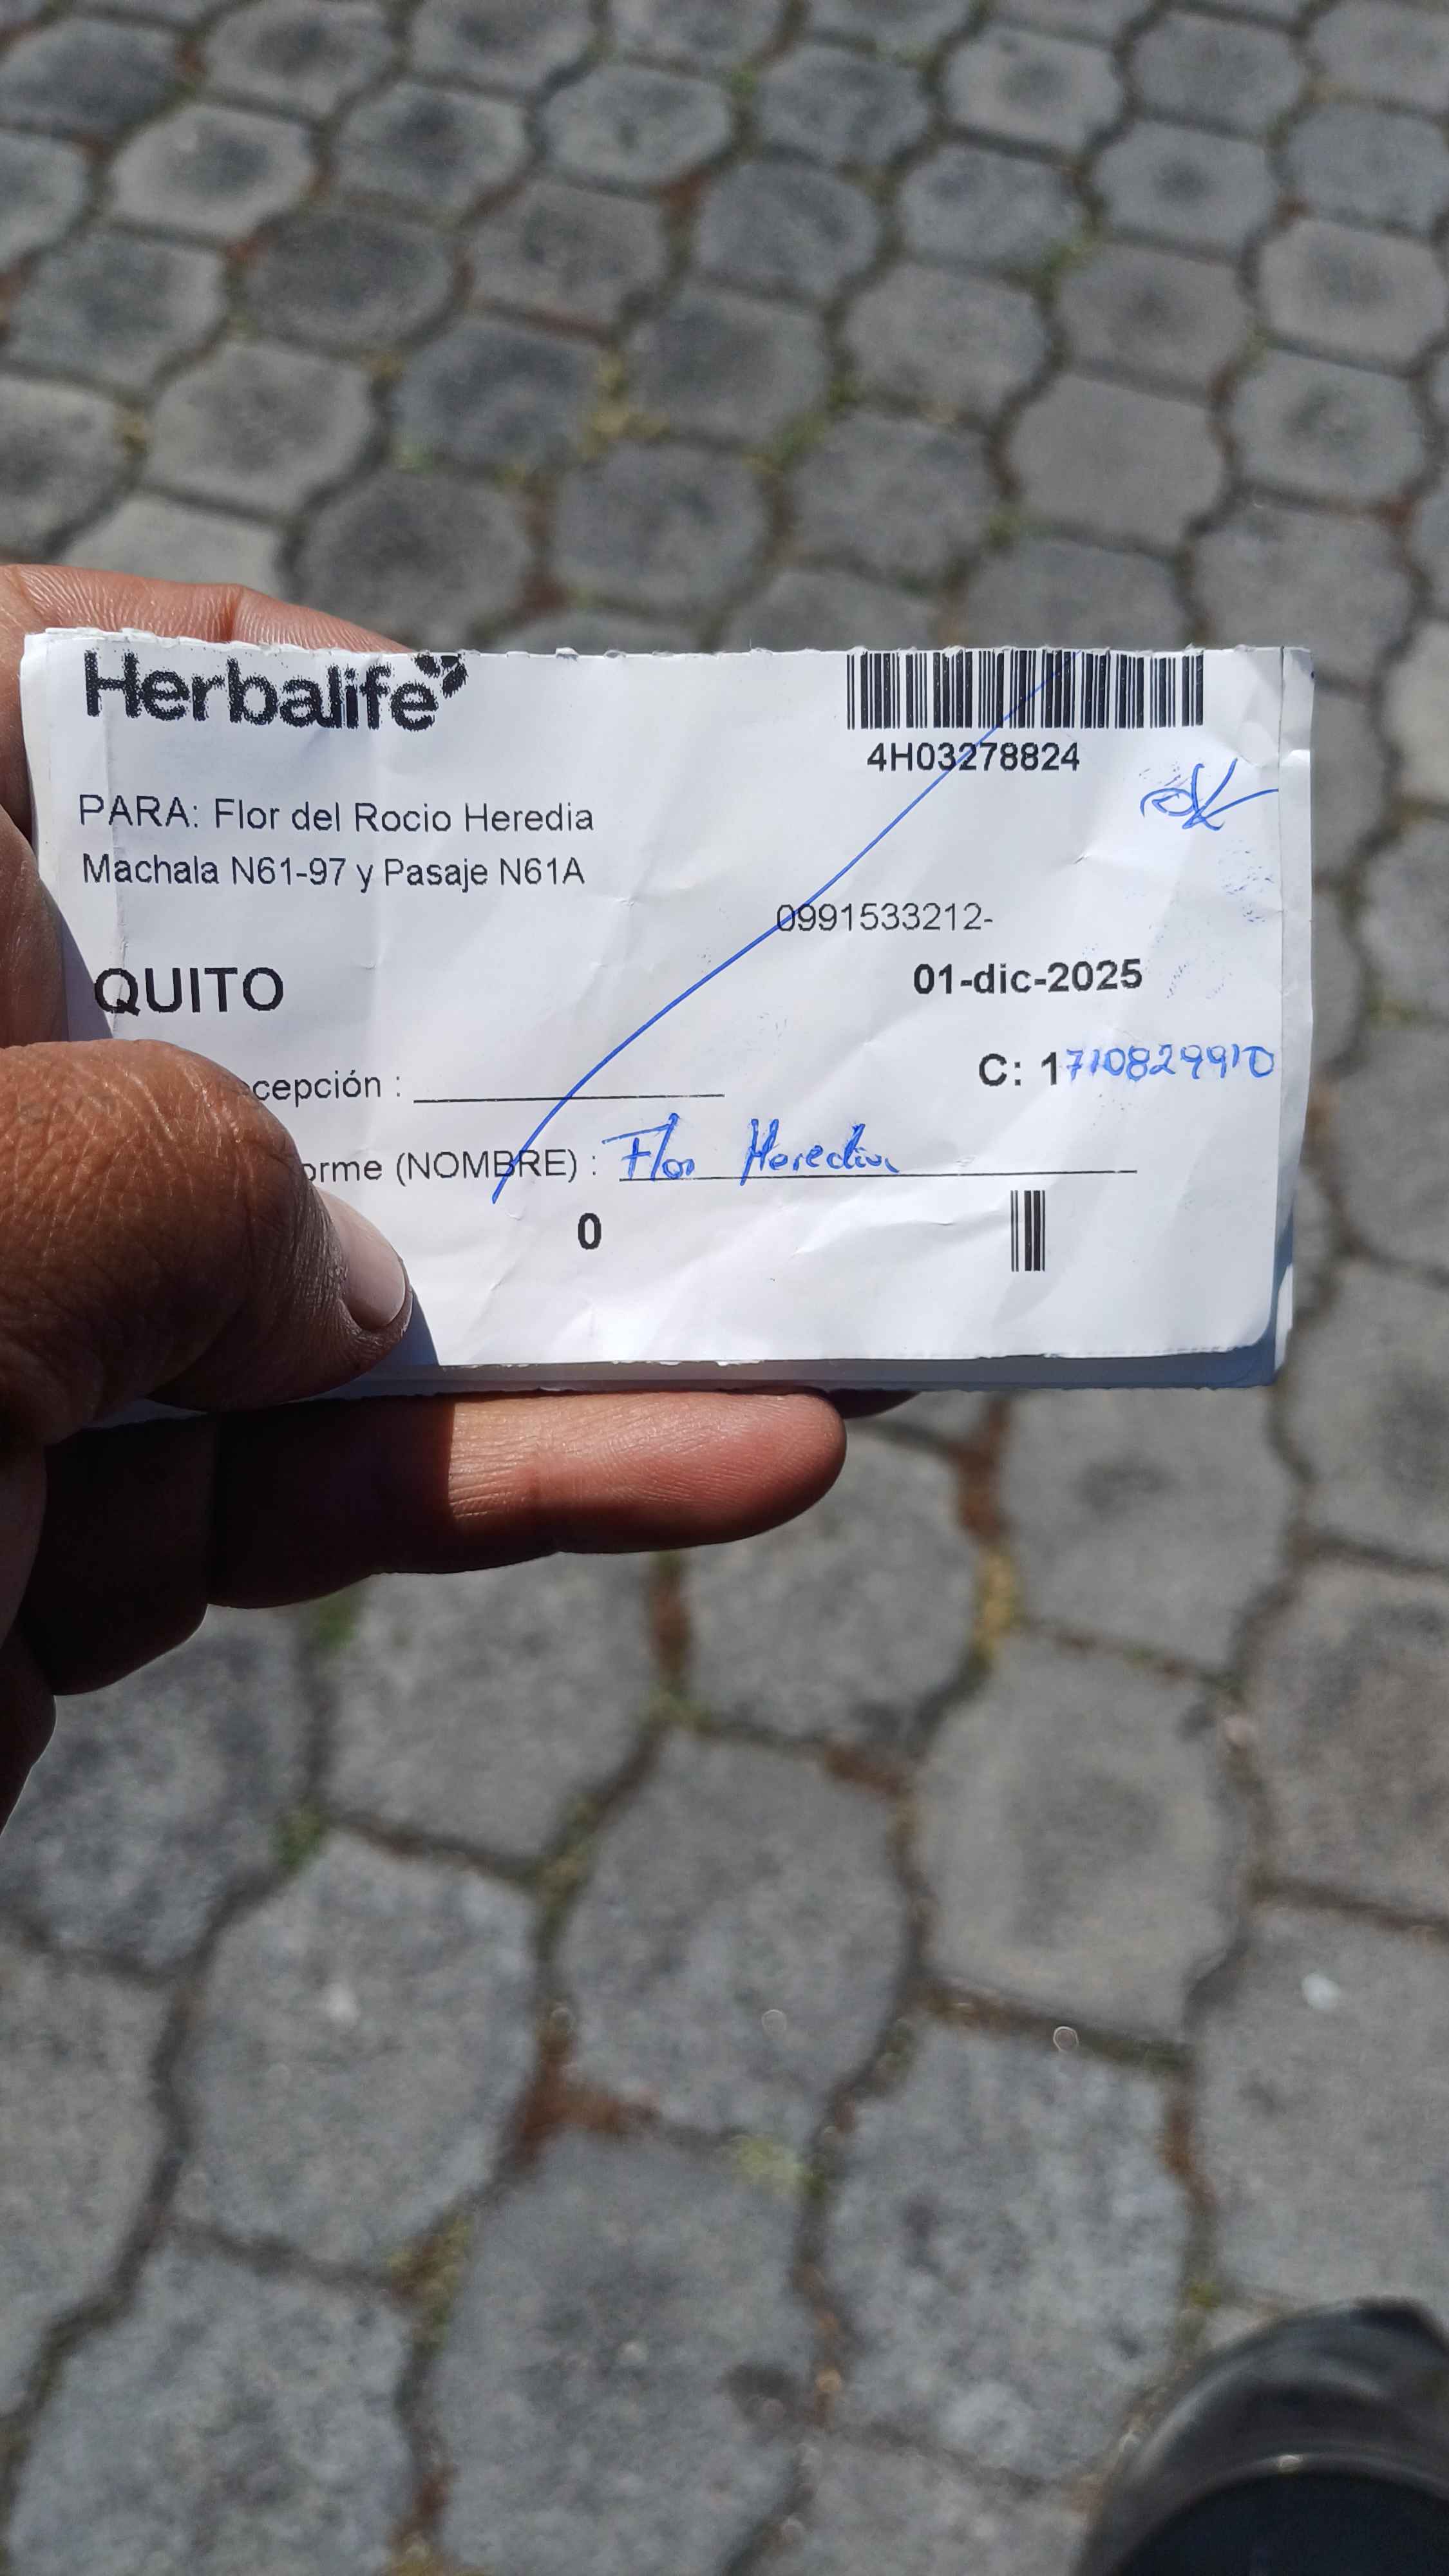 Herbalife
4H03278824
PARA: Flor del Rocio Heredia
Machala N61-97 y Pasaje N61A
0991533212-
QUITO
01-dic-2025
C: 1710829910
cepción :
orme (NOMBRE) : Flor Heredia
0